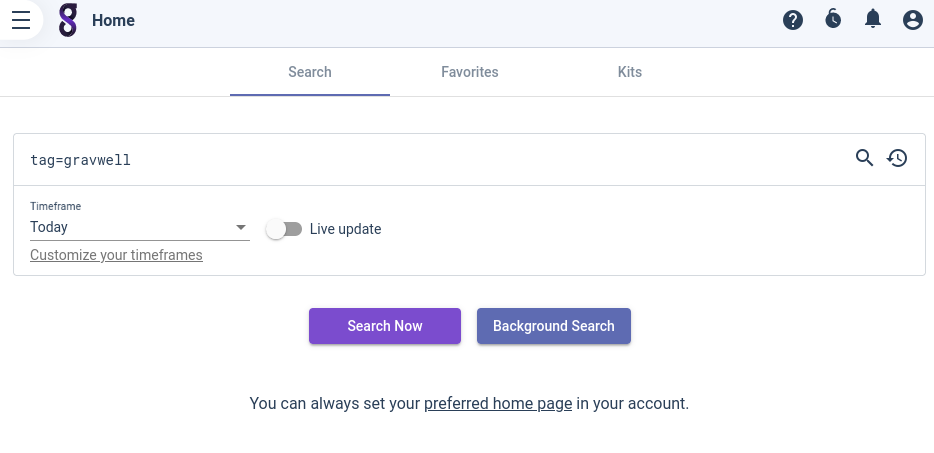 Home
Search Favorites Kits
tag=gravwell
Timeframe
Today
Live update
Customize your timeframes
Search Now Background Search
You can always set your preferred home page in your account.